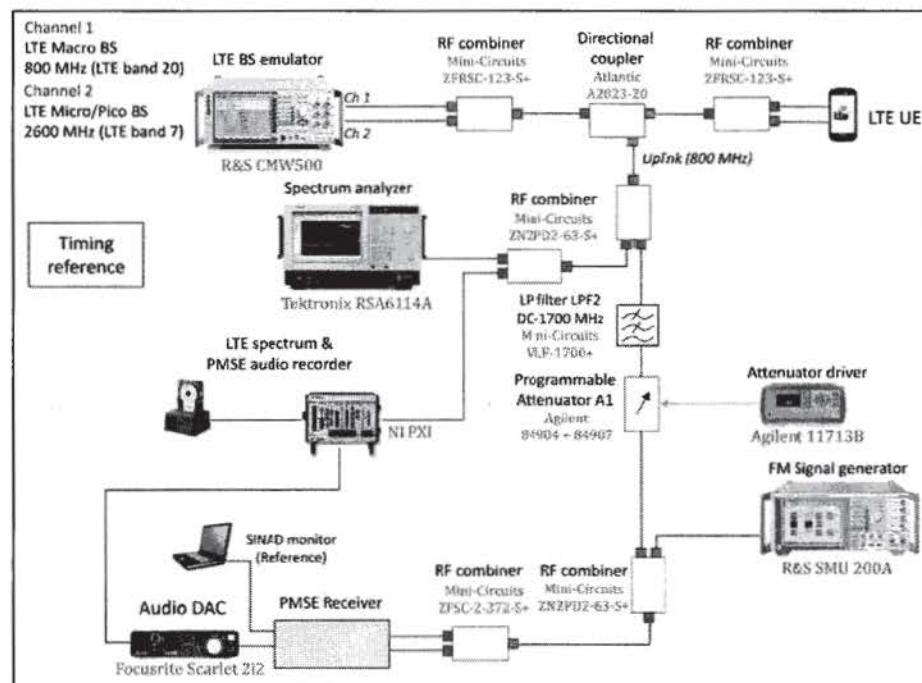 Channel 1
LTE Macro BS
800 MHz (LTE band 20)
Channel 2
LTE Micro/Pico BS
2600 MHz (LTE band 7)
LTE BS emulator
Ch 1
Ch 2
R&S CMW500
RF combiner
Mini-Circuits
ZFRSC-123-S+
Directional
coupler
Atlantic
A2023-20
RF combiner
Mini-Circuits
ZFRSC-123-S+
LTE UE
Uplink (800 MHz)
Spectrum analyzer
Tektronix RSA6114A
RF combiner
Mini-Circuits
ZN2PD2-63-S+
Timing
reference
LP filter LPF2
DC-1700 MHz
Mini-Circuits
VLF-1700+
LTE spectrum &
PMSE audio recorder
NI PXI
Programmable
Attenuator A1
Agilent
84904 + 84907
Attenuator driver
Agilent 11713B
FM Signal generator
R&S SMU 200A
SINAD monitor
(Reference)
Audio DAC
Focusrite Scarlet 2i2
PMSE Receiver
RF combiner
Mini-Circuits
ZFSC-2-372-S+
RF combiner
Mini-Circuits
ZN2PD2-63-S+